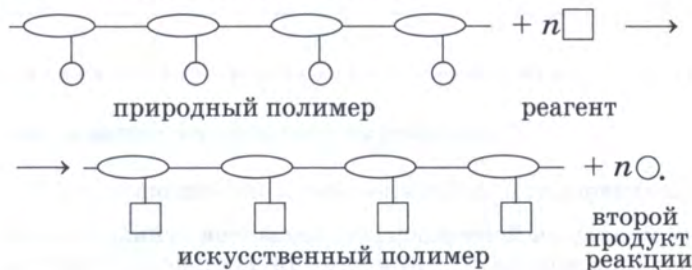 + n
природный полимер реагент
+ n
искусственный полимер
второй
продукт
реакции